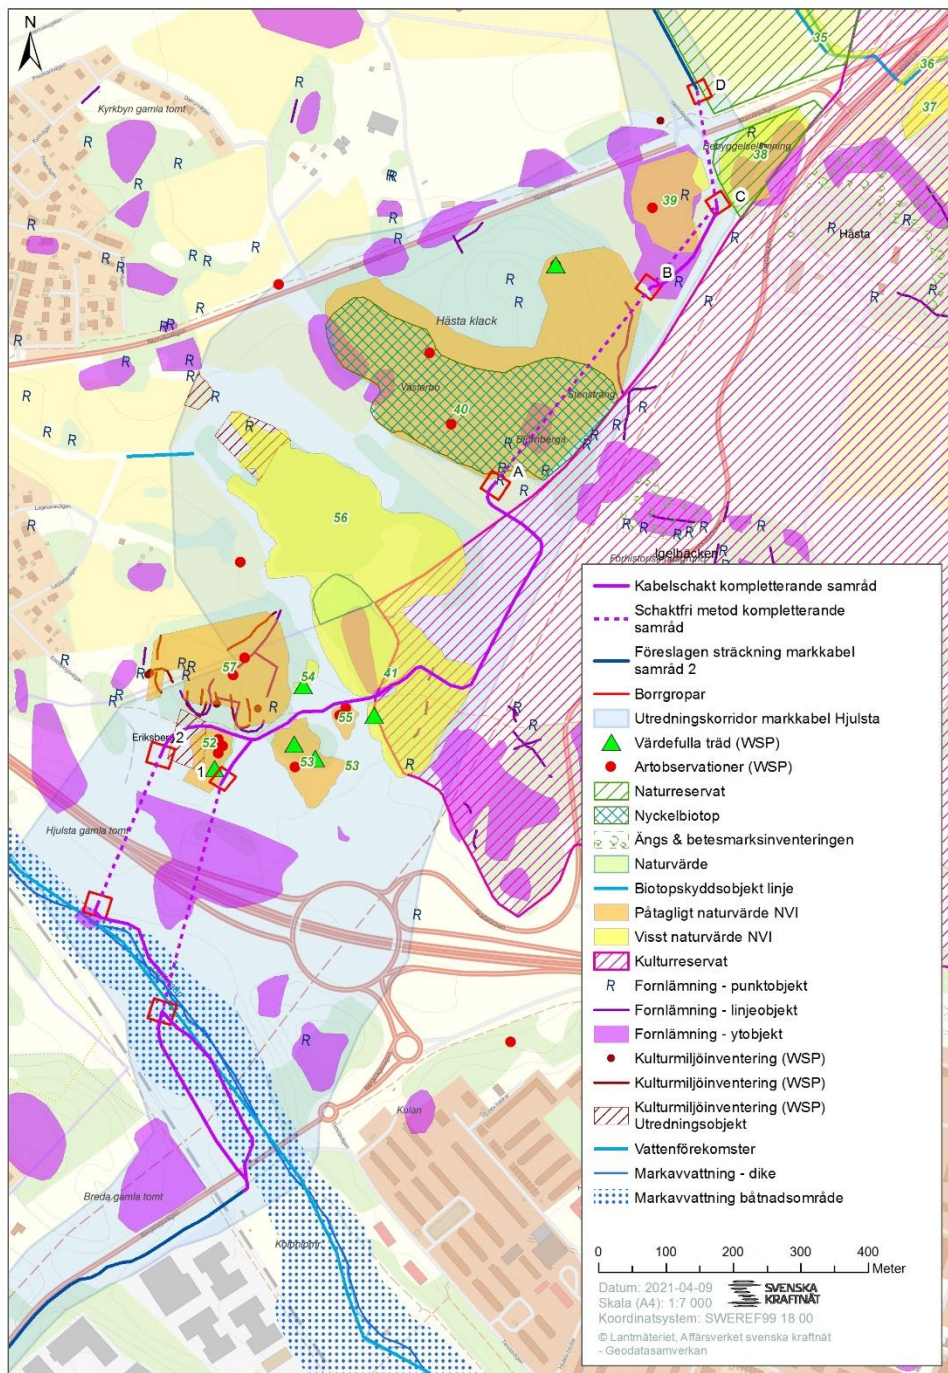 N
Kyrkbyn gamla tomt
35
36
37
D
Bebyggelselämning
38
39
C
Hästa
B
Hästa klack
Västerbo
Stensträng
40
Björnberga
A
56
Igelbäcken
57
54
41
55
Eriksberg
2
52
53
53
1
Hjulsta gamla tomt
Kulan
Breda gamla tomt
Kabelschakt kompletterande samråd
Schaktfri metod kompletterande
samråd
Föreslagen sträckning markkabel
samråd 2
Borrgropar
Utredningskorridor markkabel Hjulsta
Värdefulla träd (WSP)
Artobservationer (WSP)
Naturreservat
Nyckelbiotop
Ängs & betesmarksinventeringen
Naturvärde
Biotopskyddsobjekt linje
Påtagligt naturvärde NVI
Visst naturvärde NVI
Kulturreservat
R Fornlämning - punktobjekt
Fornlämning - linjeobjekt
Fornlämning - ytobjekt
Kulturmiljöinventering (WSP)
Kulturmiljöinventering (WSP)
Kulturmiljöinventering (WSP)
Utredningsobjekt
Vattenförekomster
Markavvattning - dike
Markavvattning båtnadsområde
0 100 200 300 400
Meter
Datum: 2021-04-09
Skala (A4): 1:7 000
SVENSKA
KRAFTNÄT
Koordinatsystem: SWEREF99 18 00
© Lantmäteriet, Affärsverket svenska kraftnät
- Geodatasamverkan